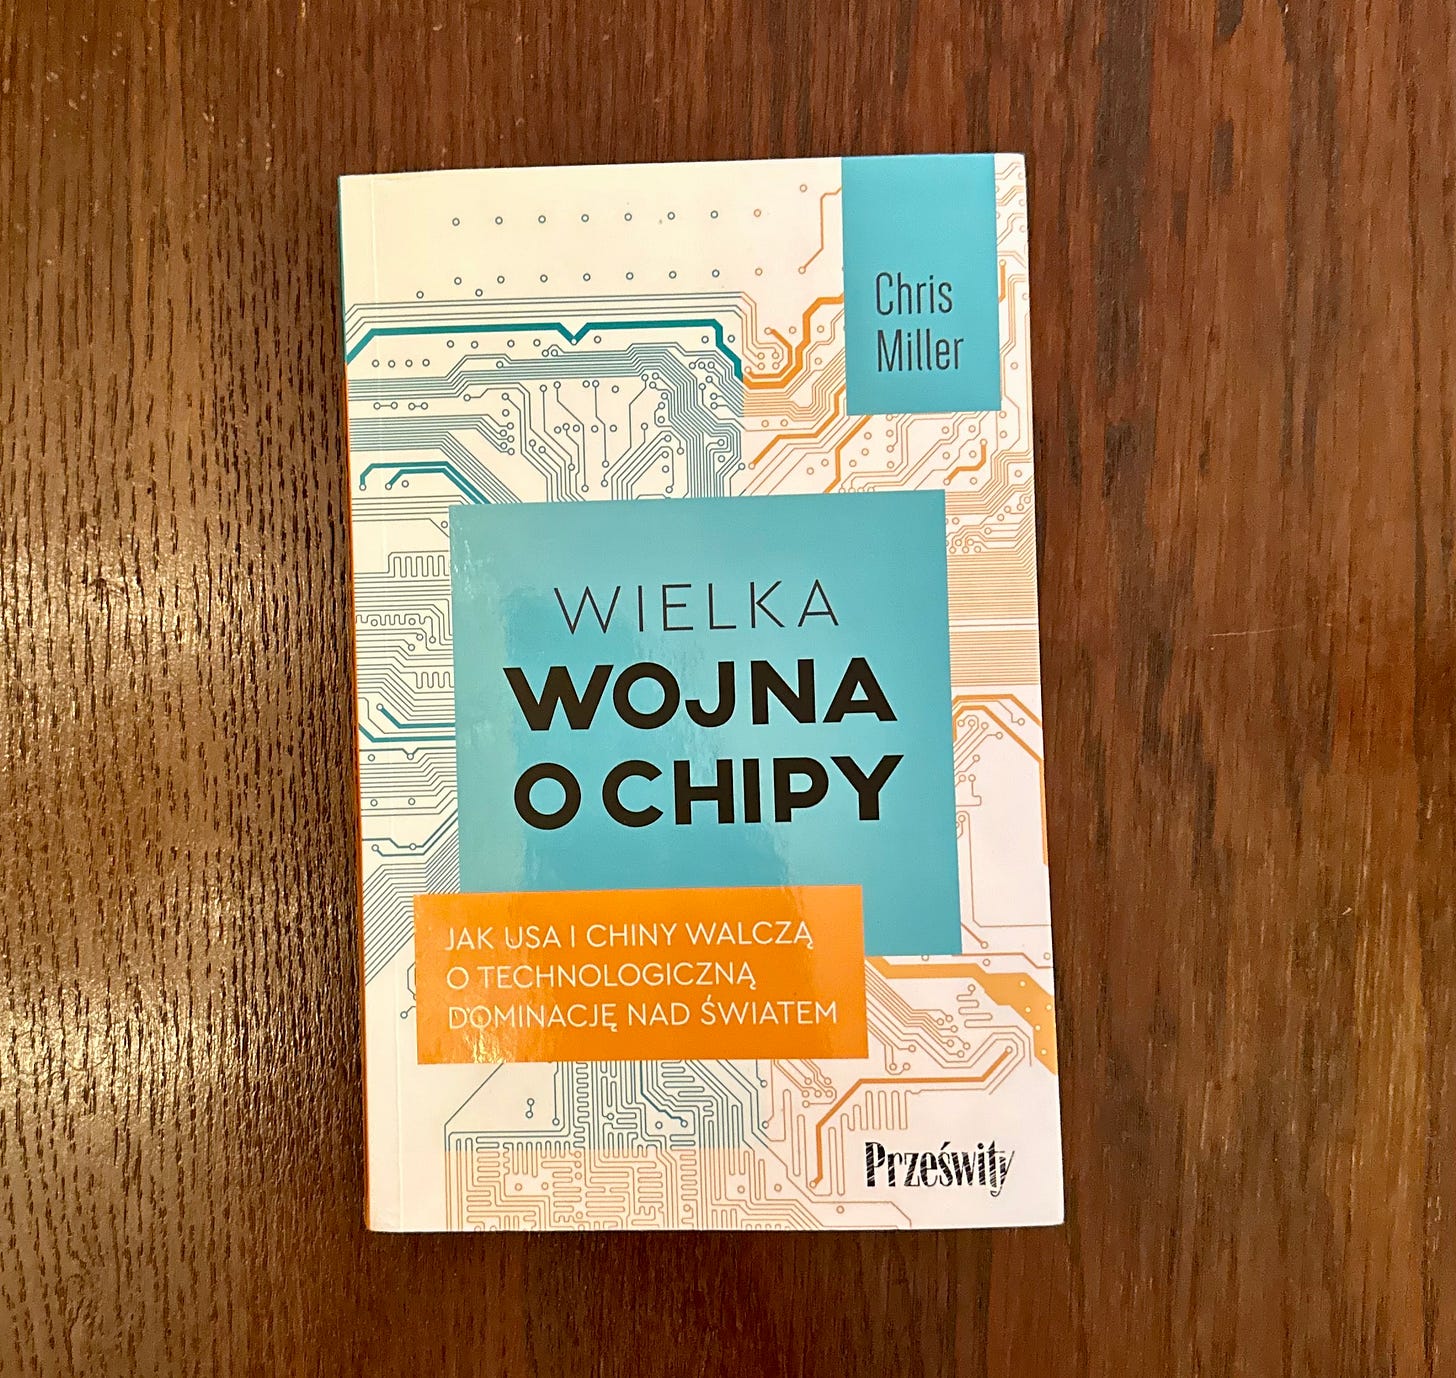 Chris
Miller
WIELKA
WOJNA
O CHIPY
JAK USA I CHINY WALCZĄ
O TECHNOLOGICZNĄ
DOMINACJĘ NAD ŚWIATEM
Prześwity